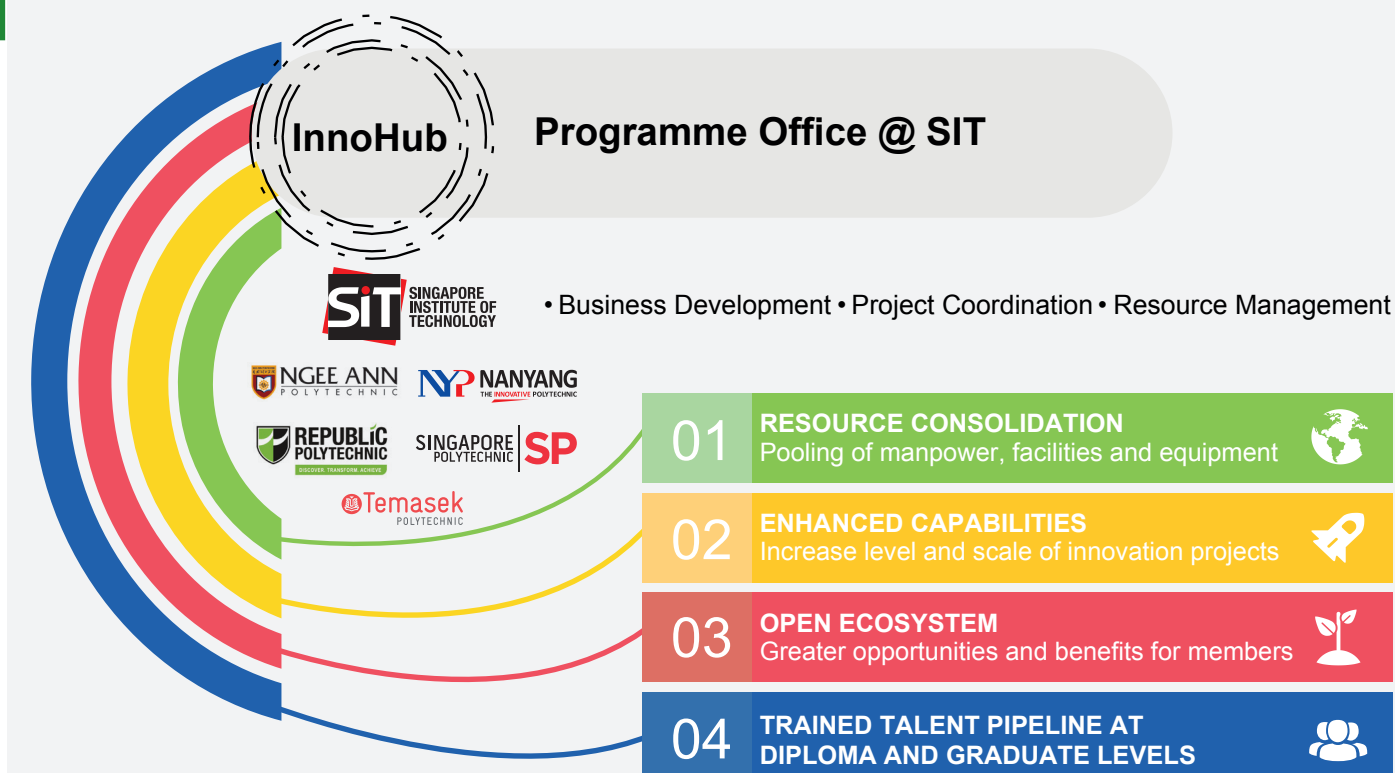 InnoHub
Programme Office @ SIT
SiT
SINGAPORE
INSTITUTE OF
TECHNOLOGY
• Business Development • Project Coordination • Resource Management
NGEE ANN
POLYTECHNIC
NYP NANYANG
THE INNOVATIVE POLYTECHNIC
REPUBLIC
POLYTECHNIC
DISCOVER. TRANSFORM. ACHIEVE
SINGAPORE
POLYTECHNIC
SP
Temasek
POLYTECHNIC
01
RESOURCE CONSOLIDATION
Pooling of manpower, facilities and equipment
02
ENHANCED CAPABILITIES
Increase level and scale of innovation projects
03
OPEN ECOSYSTEM
Greater opportunities and benefits for members
04
TRAINED TALENT PIPELINE AT
DIPLOMA AND GRADUATE LEVELS